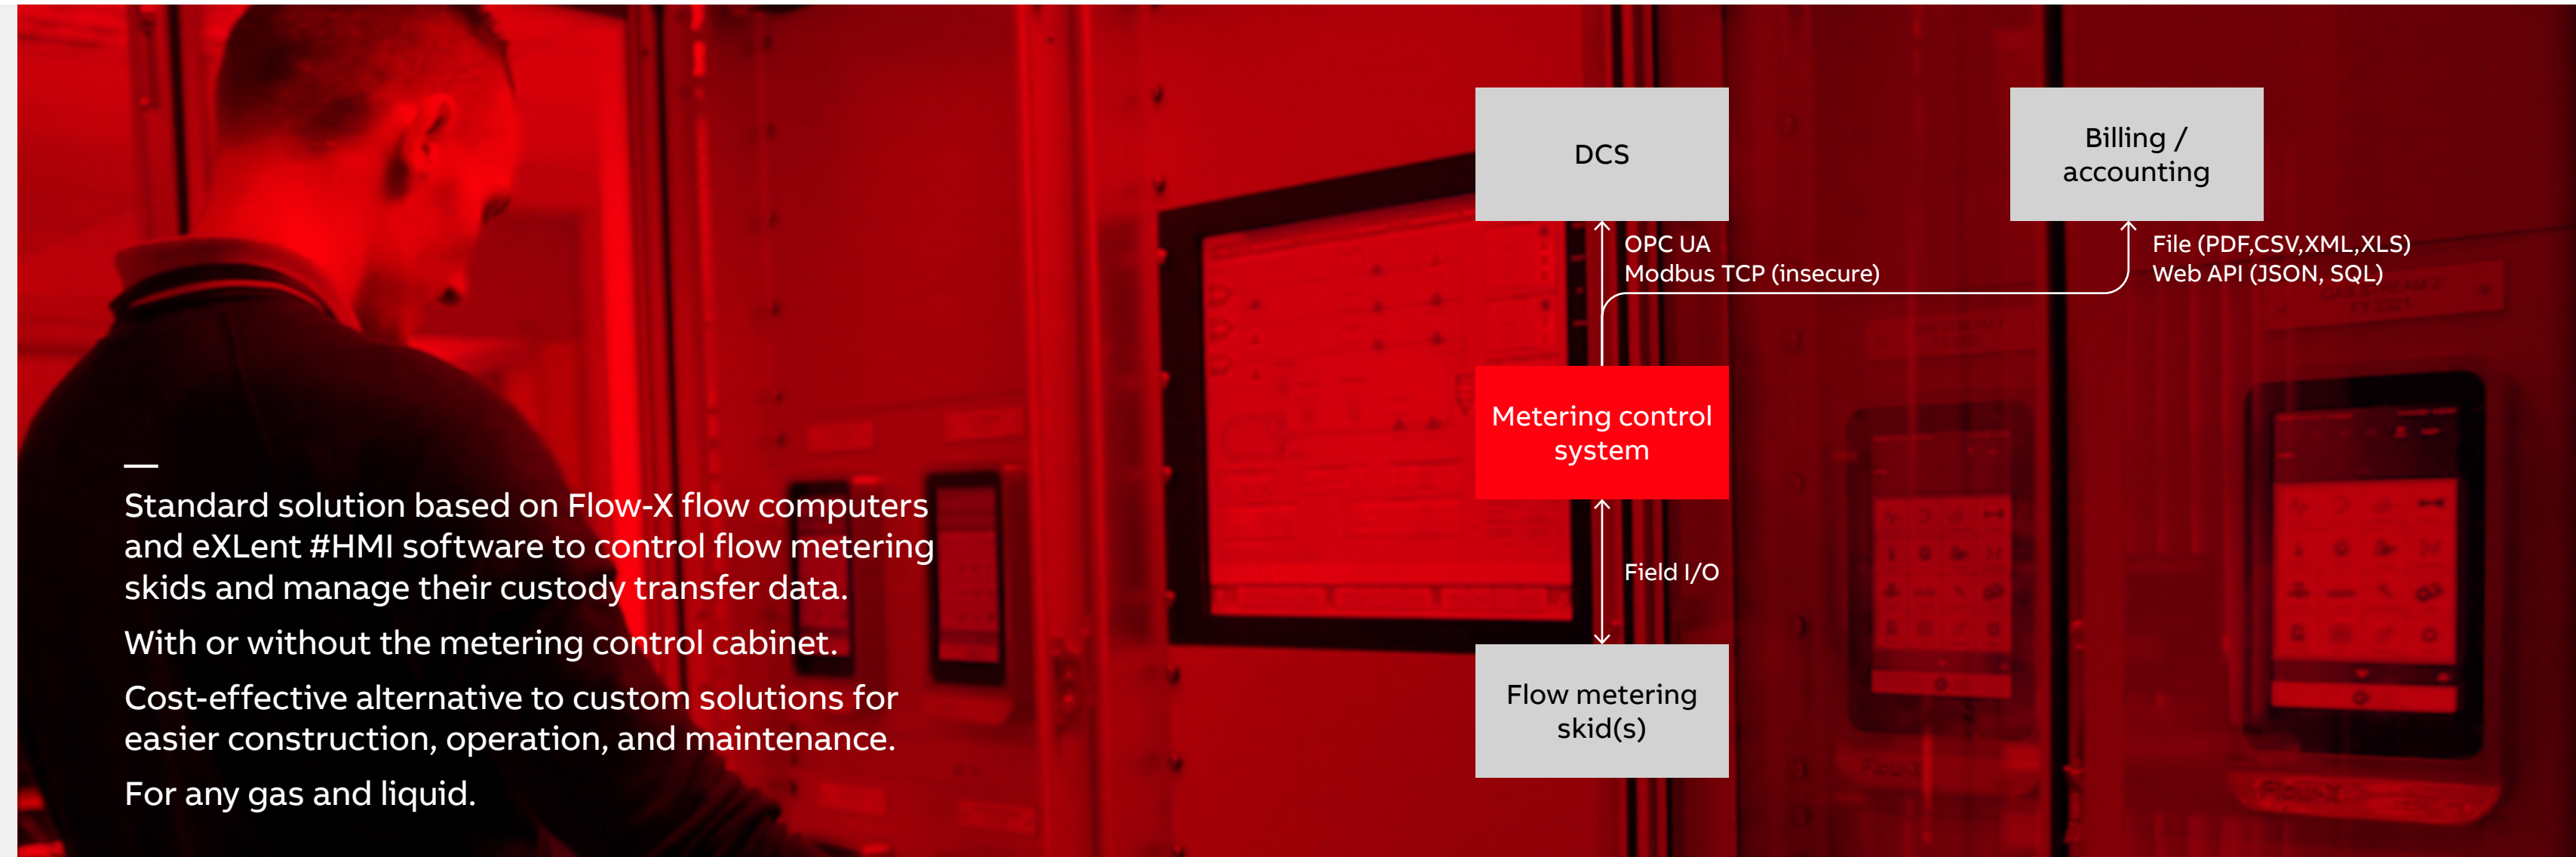 Standard solution based on Flow-X flow computers
and eXLent #HMI software to control flow metering
skids and manage their custody transfer data.
With or without the metering control cabinet.
Cost-effective alternative to custom solutions for
easier construction, operation, and maintenance.
For any gas and liquid.
DCS
Billing /
accounting
OPC UA
Modbus TCP (insecure)
File (PDF,CSV,XML,XLS)
Web API (JSON, SQL)
Metering control
system
Field I/O
Flow metering
skid(s)
Flow-X
Flow-X